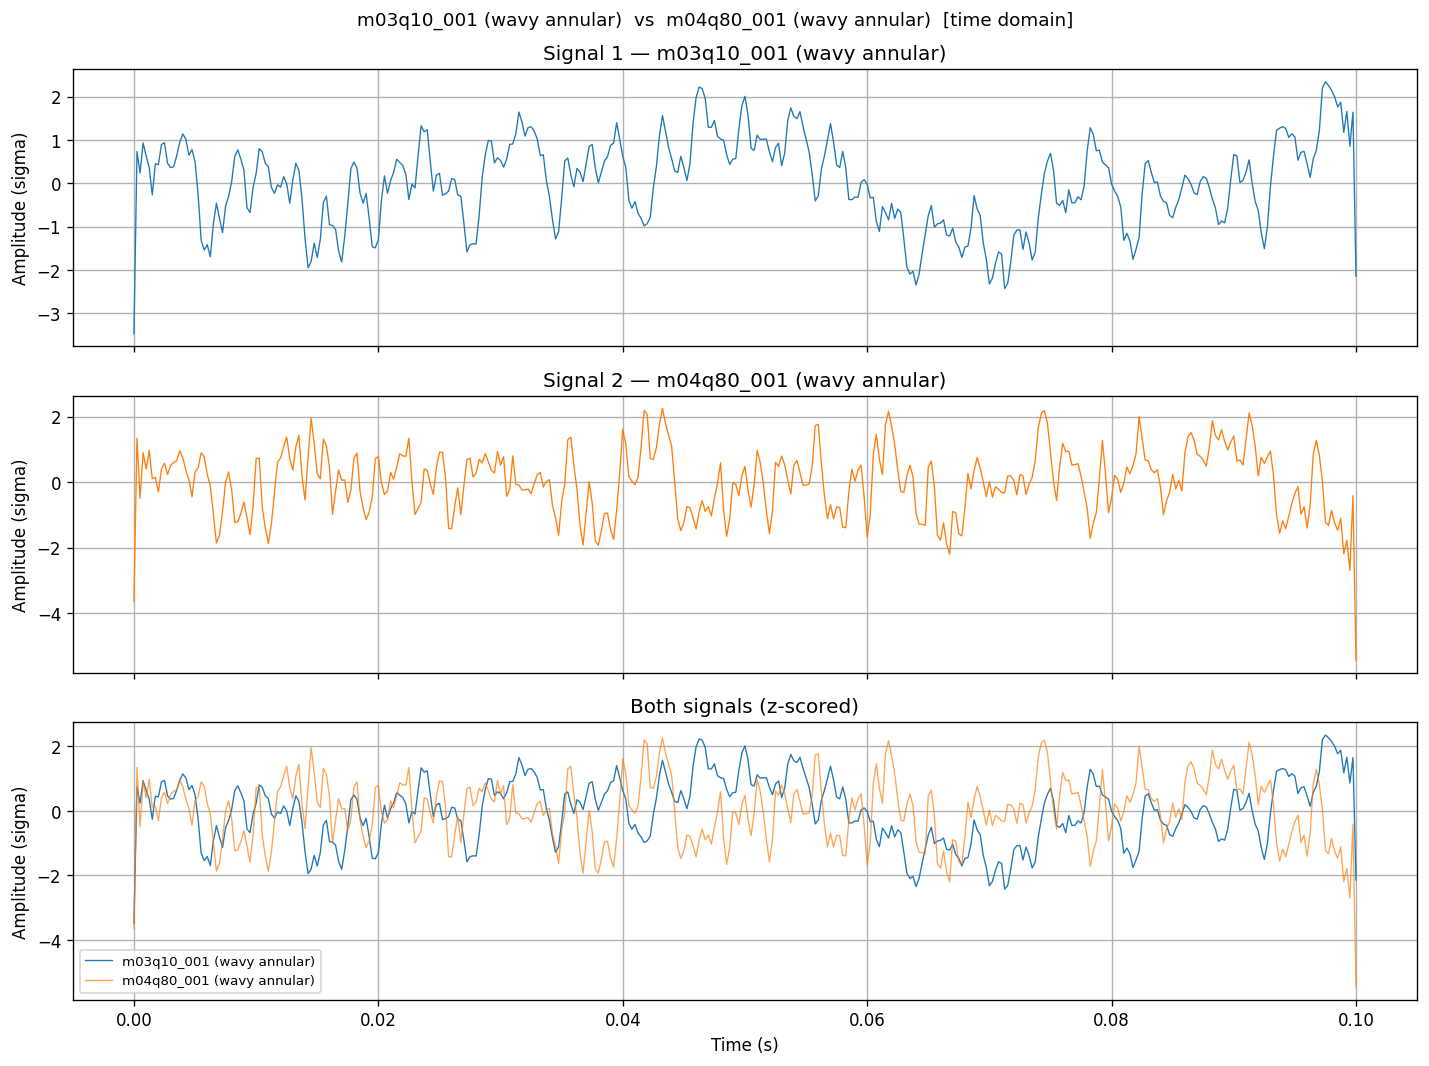 m03q10_001 (wavy annular)  vs  m04q80_001 (wavy annular)  [time domain]
Signal 1 — m03q10_001 (wavy annular)
Amplitude (sigma)
2
1
0
−1
−2
−3
Signal 2 — m04q80_001 (wavy annular)
Amplitude (sigma)
2
0
−2
−4
Both signals (z-scored)
Amplitude (sigma)
2
0
−2
−4
m03q10_001 (wavy annular)
m04q80_001 (wavy annular)
0.00 0.02 0.04 0.06 0.08 0.10
Time (s)